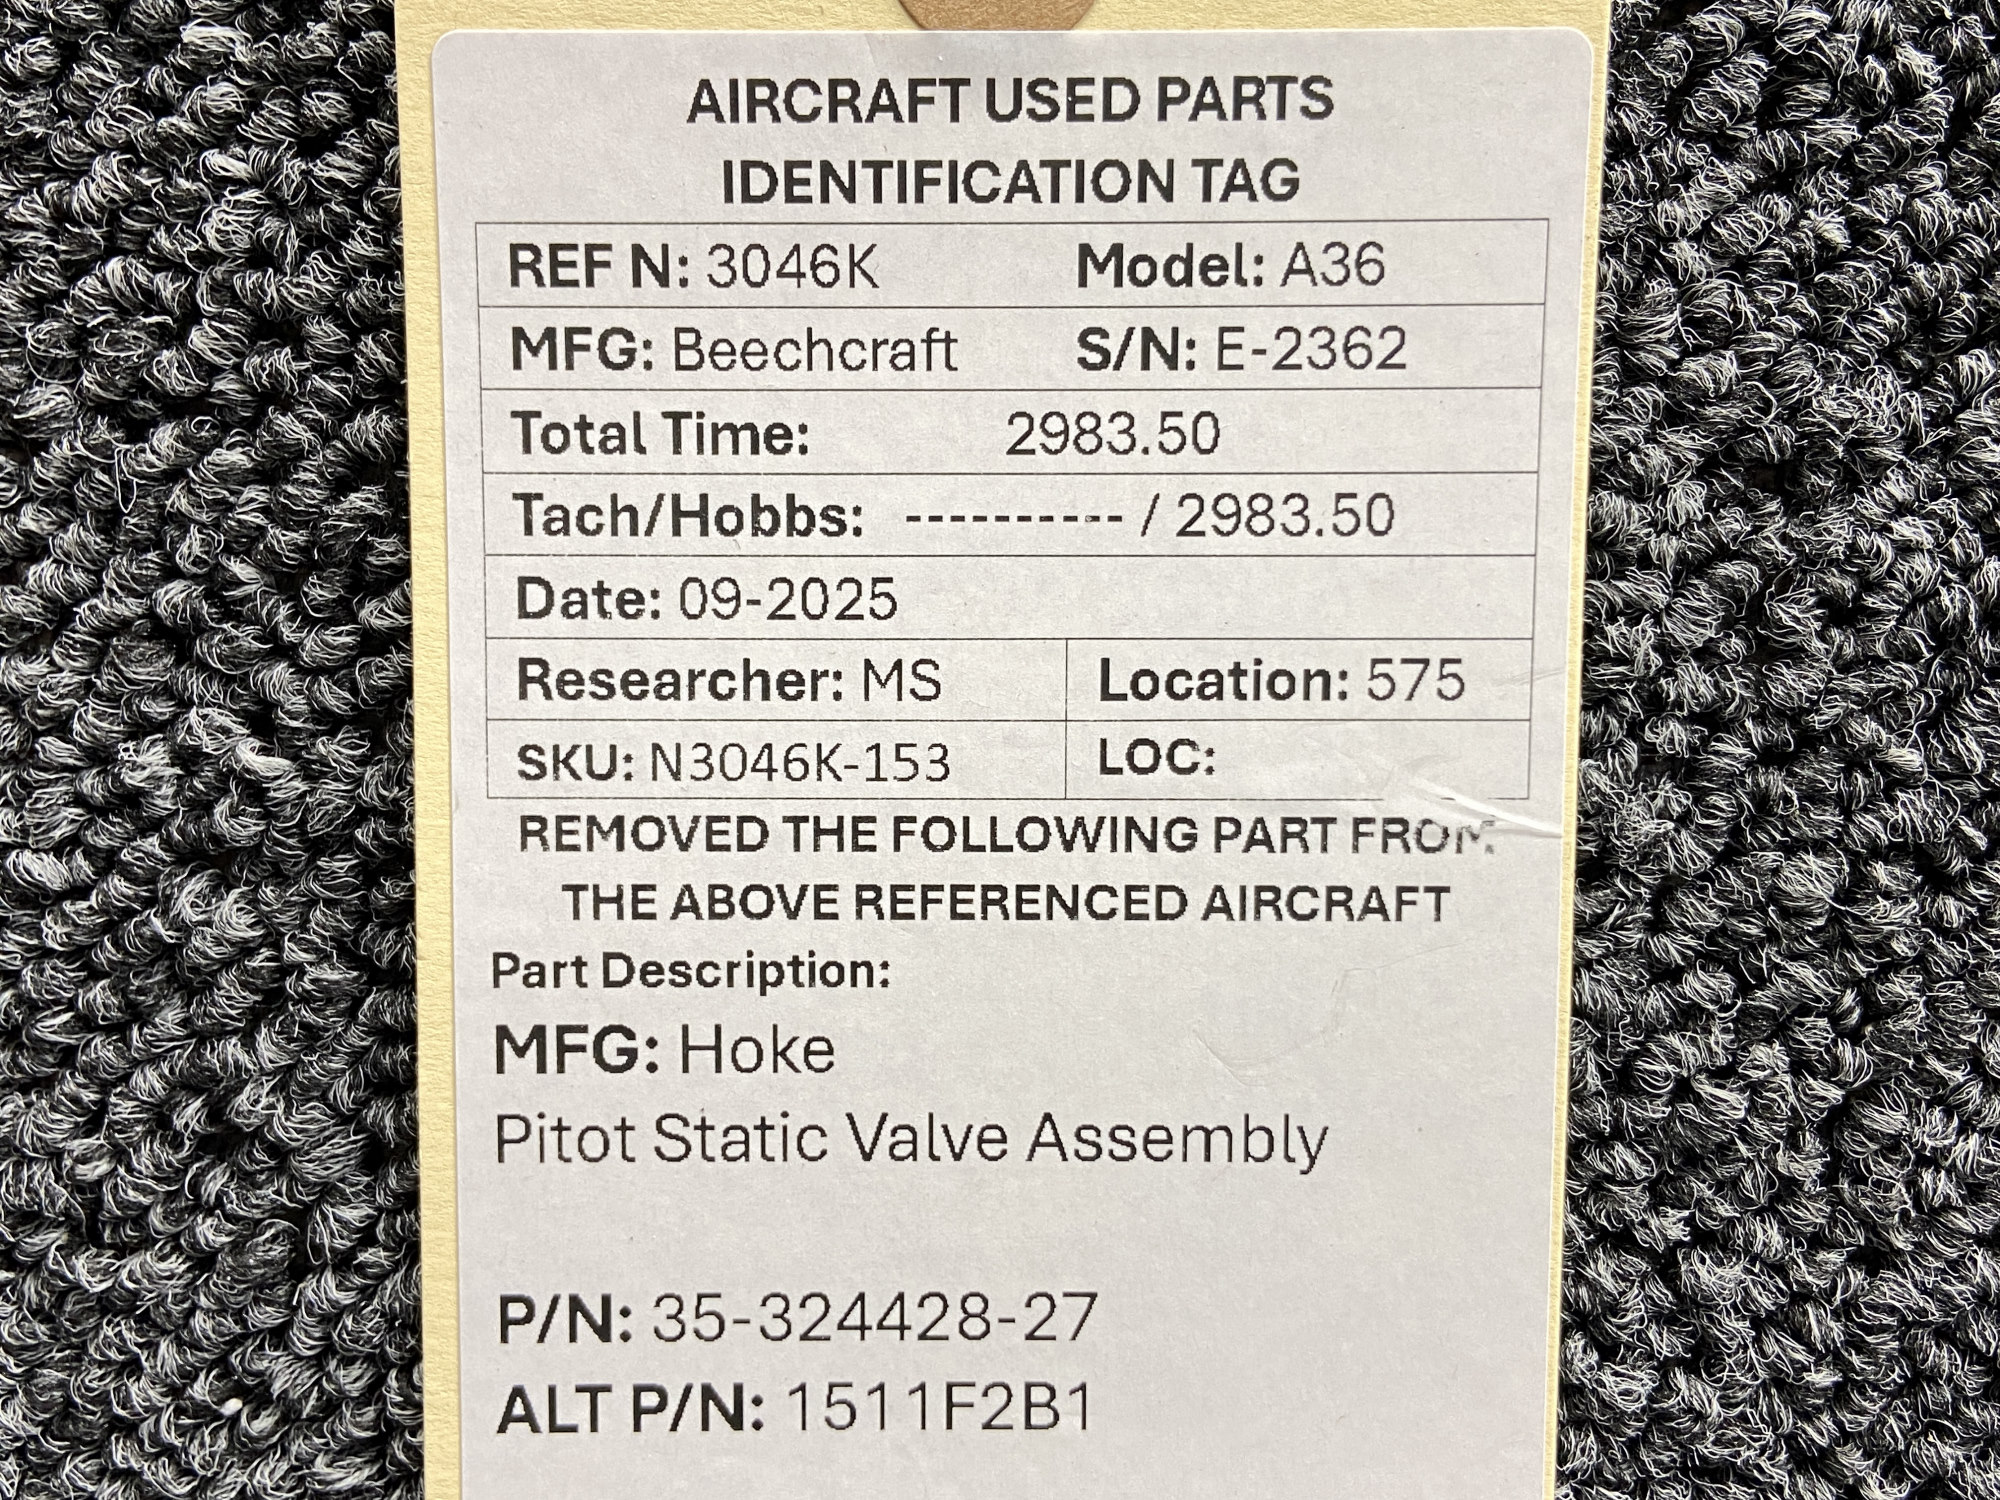 AIRCRAFT USED PARTS
IDENTIFICATION TAG
REF N: 3046K Model: A36
MFG: Beechcraft S/N: E-2362
Total Time: 2983.50
Tach/Hobbs: ---------- / 2983.50
Date: 09-2025
Researcher: MS Location: 575
SKU: N3046K-153 LOC:
REMOVED THE FOLLOWING PART FROM
THE ABOVE REFERENCED AIRCRAFT
Part Description:
MFG: Hoke
Pitot Static Valve Assembly
P/N: 35-324428-27
ALT P/N: 1511F2B1